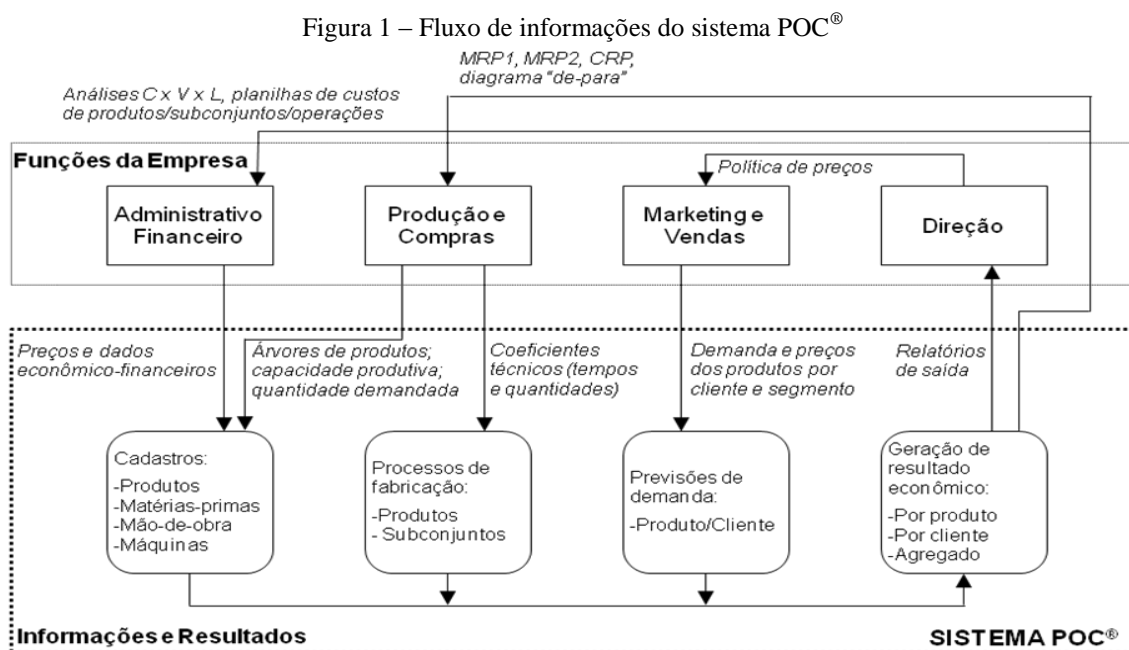 Figura 1 – Fluxo de informações do sistema POC®
MRP1, MRP2, CRP,
diagrama "de-para"
Análises C x V x L, planilhas de custos
de produtos/subconjuntos/operações
Funções da Empresa
Política de preços
Administrativo
Financeiro
Produção e
Compras
Marketing e
Vendas
Direção
Preços e dados
econômico-financeiros
Árvores de produtos;
capacidade produtiva;
quantidade demandada
Coeficientes
técnicos (tempos
e quantidades)
Demanda e preços
dos produtos por
cliente e segmento
Relatórios
de saída
Cadastros:
-Produtos
-Matérias-primas
-Mão-de-obra
-Máquinas
Processos de
fabricação:
-Produtos
- Subconjuntos
Previsões de
demanda:
-Produto/Cliente
Geração de
resultado
econômico:
-Por produto
-Por cliente
-Agregado
Informações e Resultados
SISTEMA POC®